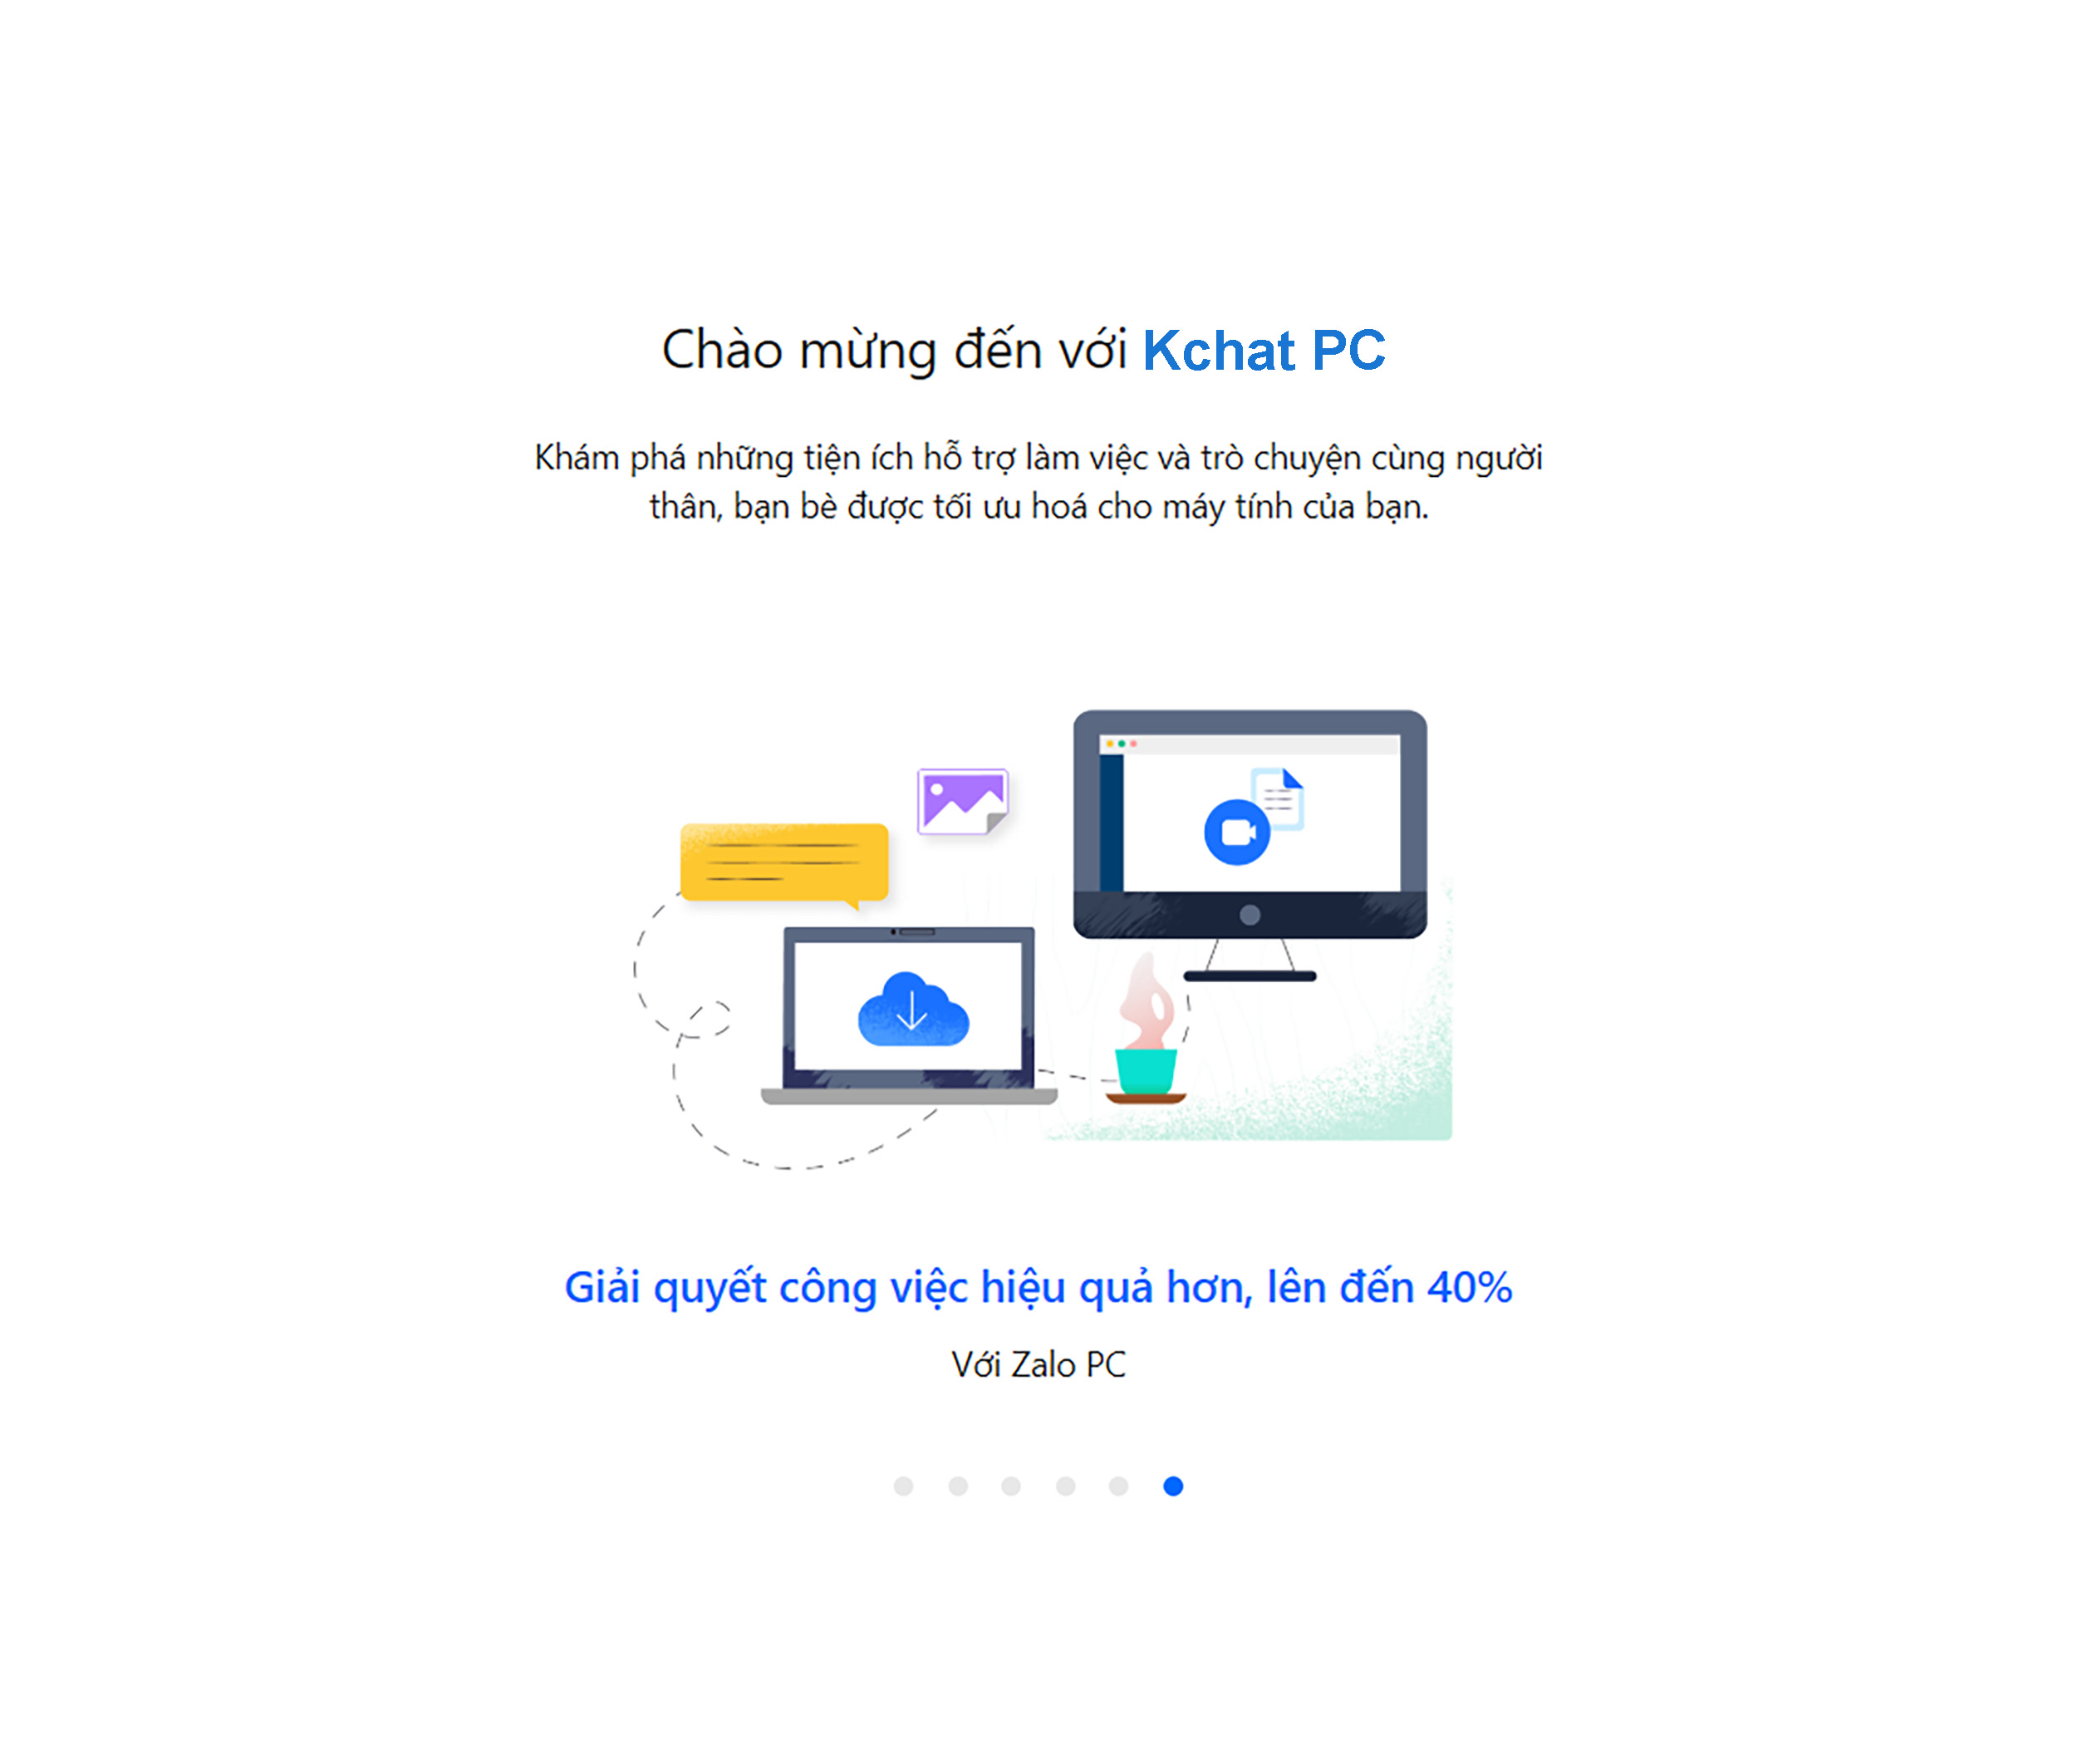 Chào mừng đến với Kchat PC
Khám phá những tiện ích hỗ trợ làm việc và trò chuyện cùng người
thân, bạn bè được tối ưu hoá cho máy tính của bạn.
Giải quyết công việc hiệu quả hơn, lên đến 40%
Với Zalo PC